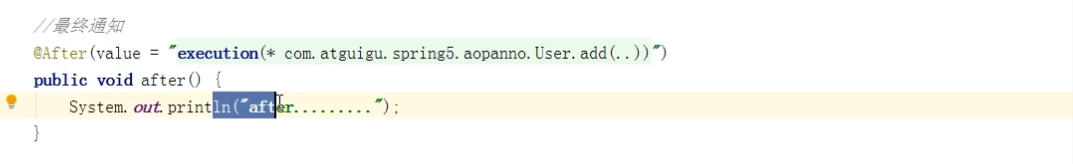 //最终通知
@After(value = "execution(* com.atguigu.spring5.aopanno.User.add(..))")
public void after() {
System.out.println("after.........");
}